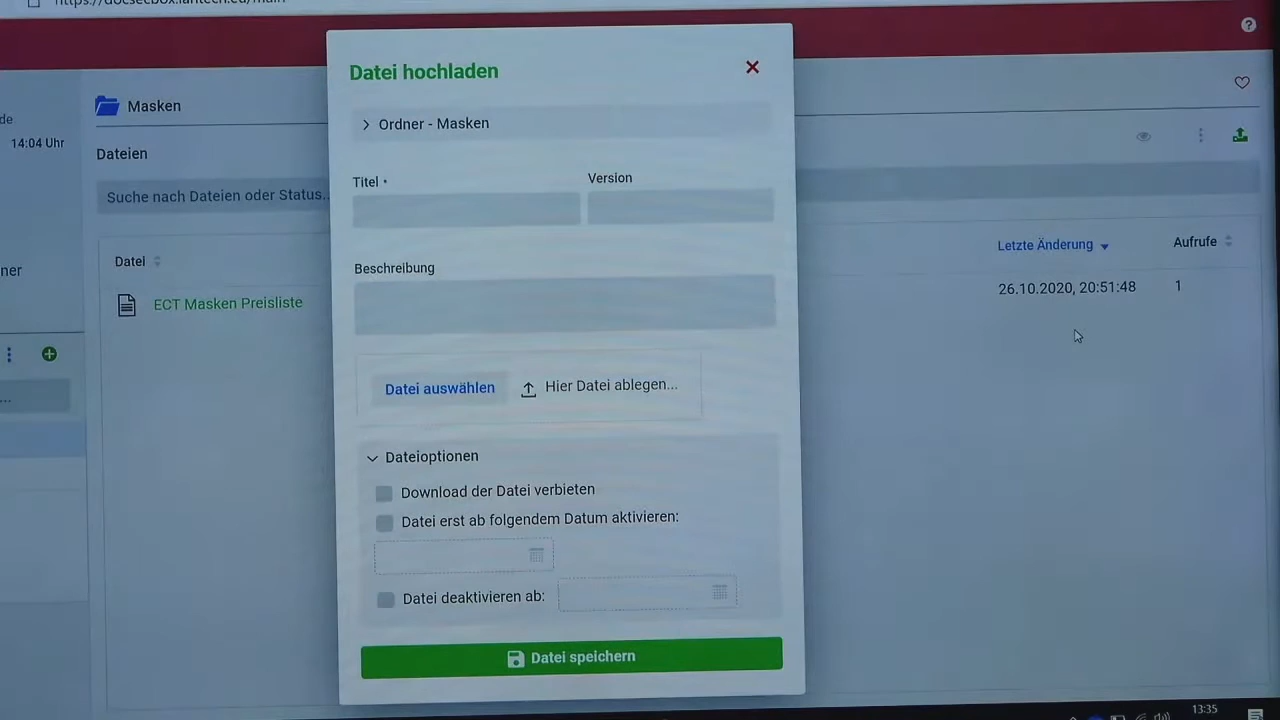 Datei hochladen
de
14:04 Uhr
Masken
Ordner - Masken
Dateien
Titel *
Version
Suche nach Dateien oder Status...
ner
Datei
Beschreibung
Letzte Änderung
Aufrufe
ECT Masken Preisliste
26.10.2020, 20:51:48
1
Datei auswählen
Hier Datei ablegen...
...
Dateioptionen
Download der Datei verbieten
Datei erst ab folgendem Datum aktivieren:
Datei deaktivieren ab:
Datei speichern
13:35